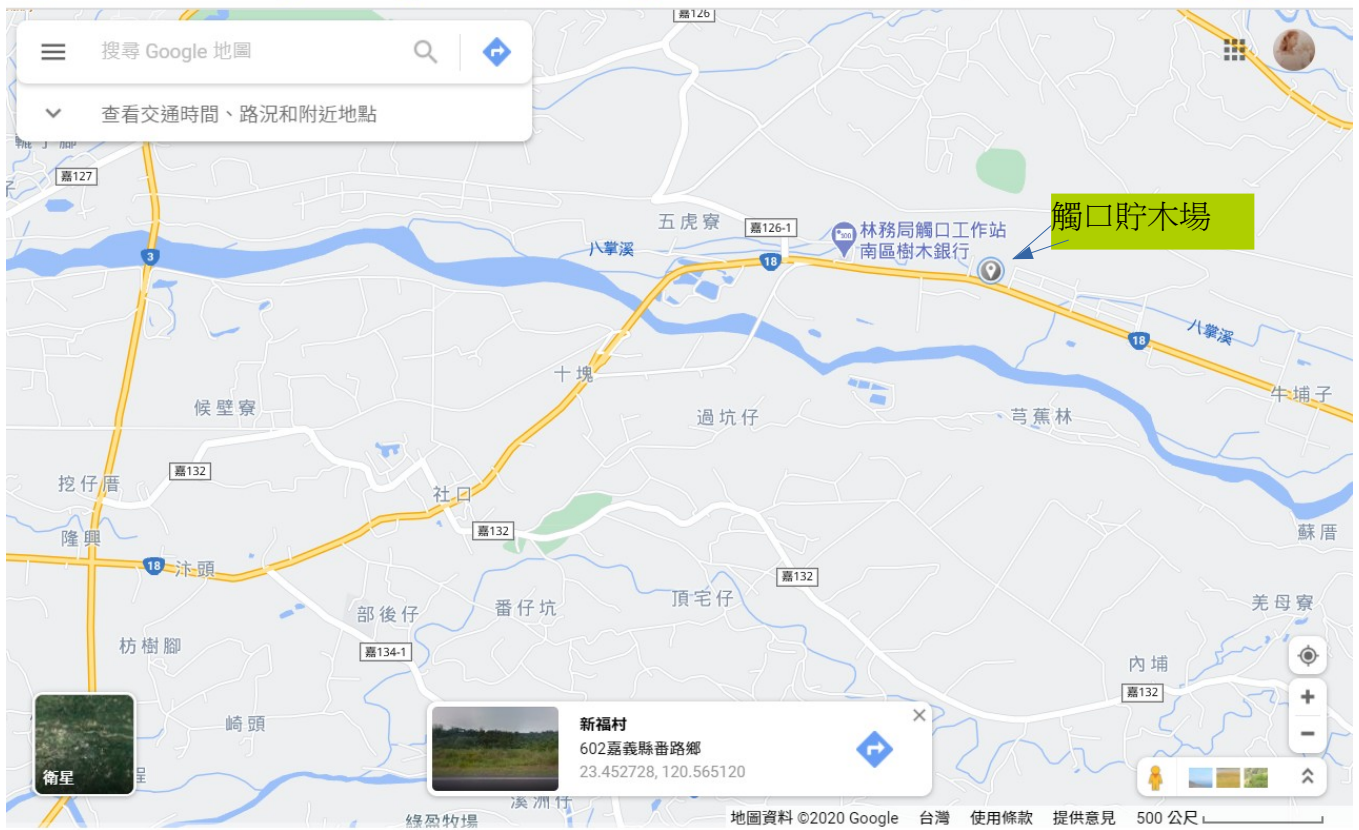 嘉126
搜尋 Google 地圖
查看交通時間、路況和附近地點
嘉127
3
五虎寮
嘉126-1
林務局觸口工作站
南區樹木銀行
觸口貯木場
八掌溪
18
八掌溪
18
十塊
牛埔子
候壁寮
過坑仔
芎蕉林
嘉132
挖仔厝
社口
隆興
嘉132
蘇厝
18
汴頭
嘉132
部後仔
番仔坑
頂宅仔
羌母寮
枋樹腳
嘉134-1
內埔
嘉132
崎頭
新福村
602嘉義縣番路鄉
23.452728, 120.565120
衛星
溪洲仔
綠盈牧場
地圖資料 ©2020 Google 台灣 使用條款 提供意見 500 公尺